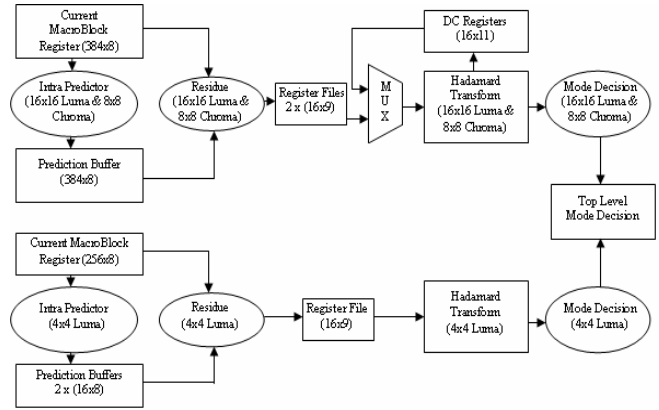 Current
MacroBlock
Register (384x8)
DC Registers
(16x11)
Intra Predictor
(16x16 Luma & 8x8
Chroma)
Residue
(16x16 Luma &
8x8 Chroma)
Register Files
2 x (16x9)
M
U
X
Hadamard
Transform
(16x16 Luma &
8x8 Chroma)
Mode Decision
(16x16 Luma &
8x8 Chroma)
Prediction Buffer
(384x8)
Top Level
Mode Decision
Current MacroBlock
Register (256x8)
Intra Predictor
(4x4 Luma)
Residue
(4x4 Luma)
Register File
(16x9)
Hadamard
Transform
(4x4 Luma)
Mode Decision
(4x4 Luma)
Prediction Buffers
2 x (16x8)